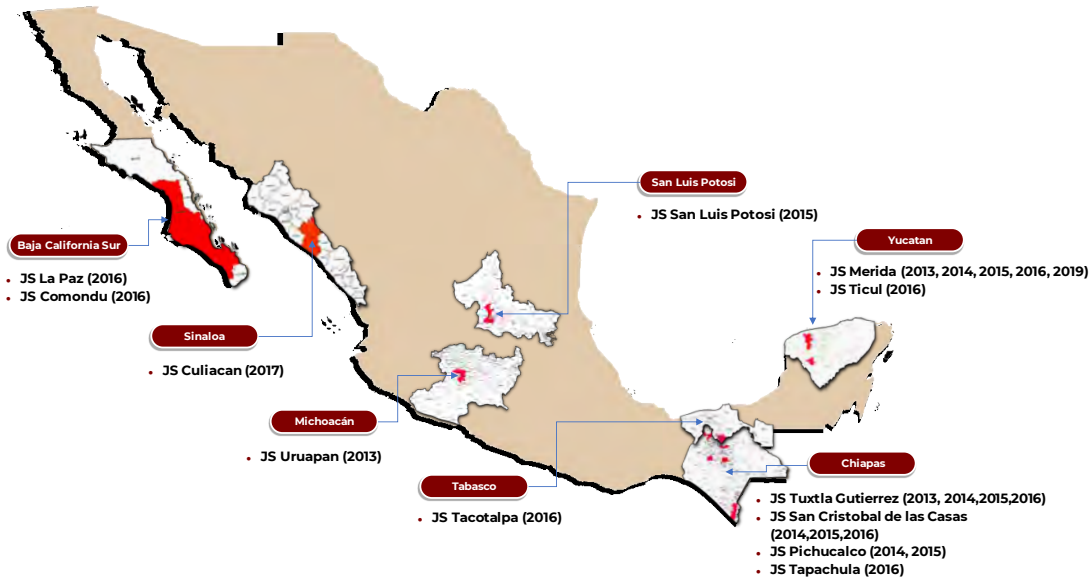 San Luis Potosi
• JS San Luis Potosi (2015)
Baja California Sur
• JS La Paz (2016)
• JS Comondu (2016)
Yucatan
• JS Merida (2013, 2014, 2015, 2016, 2019)
• JS Ticul (2016)
Sinaloa
• JS Culiacan (2017)
Michoacán
• JS Uruapan (2013)
Tabasco
• JS Tacotalpa (2016)
Chiapas
• JS Tuxtla Gutierrez (2013, 2014,2015,2016)
• JS San Cristobal de las Casas
(2014,2015,2016)
• JS Pichucalco (2014, 2015)
• JS Tapachula (2016)